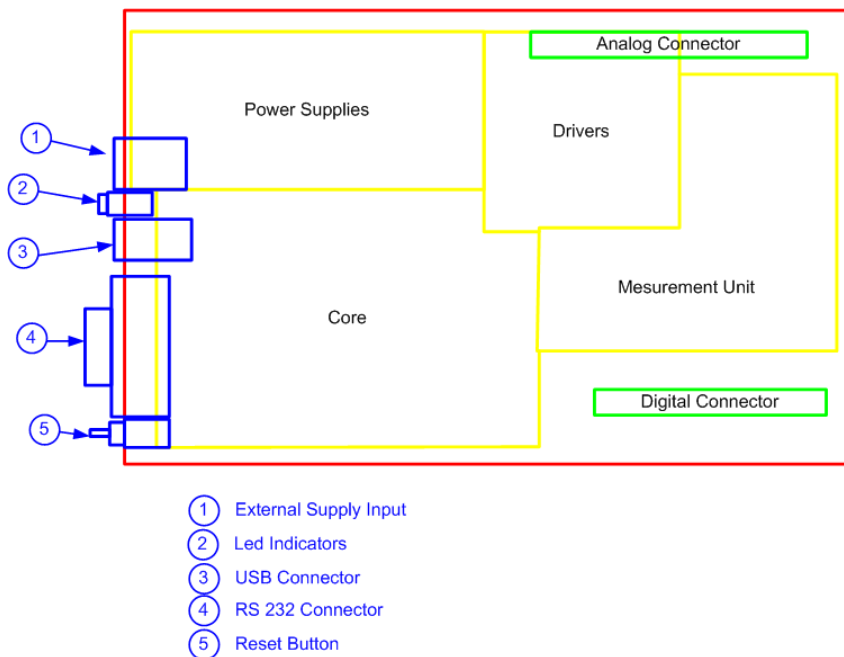 Analog Connector
Power Supplies
Drivers
1
2
3
Mesurement Unit
Core
4
Digital Connector
5
1 External Supply Input
2 Led Indicators
3 USB Connector
4 RS 232 Connector
5 Reset Button